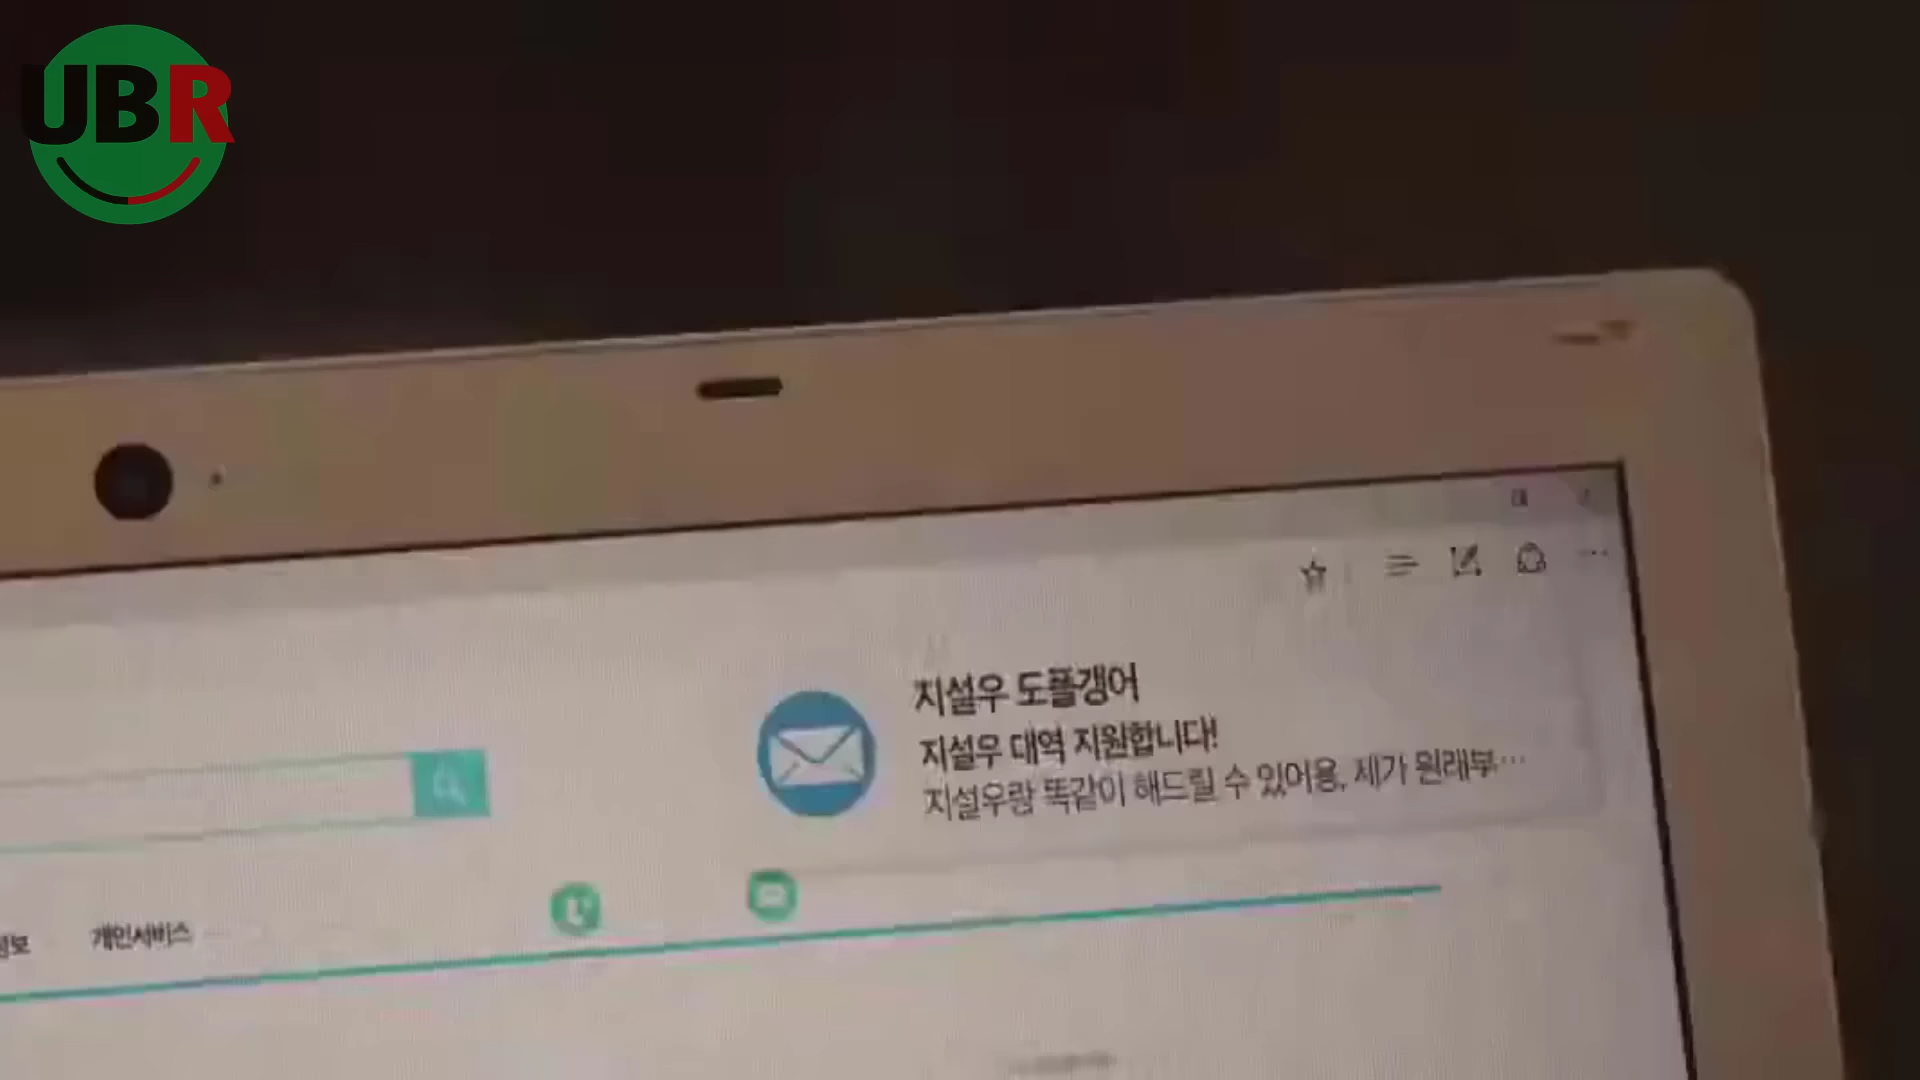 UBR
지설우 도플갱어
지설우 대역 지원합니다!
지설우랑 똑같이 해드릴 수 있어용, 제가 원래부…
개인서비스